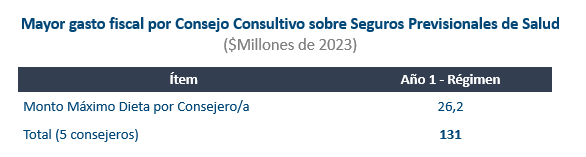 Mayor gasto fiscal por Consejo Consultivo sobre Seguros Previsionales de Salud
($Millones de 2023)
Ítem Año 1 - Régimen
Monto Máximo Dieta por Consejero/a 26,2
Total (5 consejeros) 131